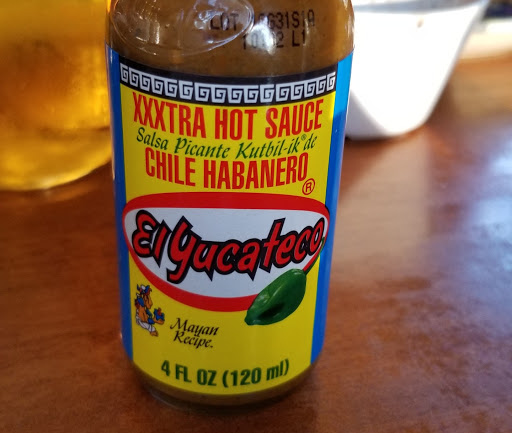 XXXTRA HOT SAUCE
Salsa Picante Kutbil-ik® de
CHILE HABANERO®
El Yucateco
Mayan
Recipe
4 FL OZ (120 ml)